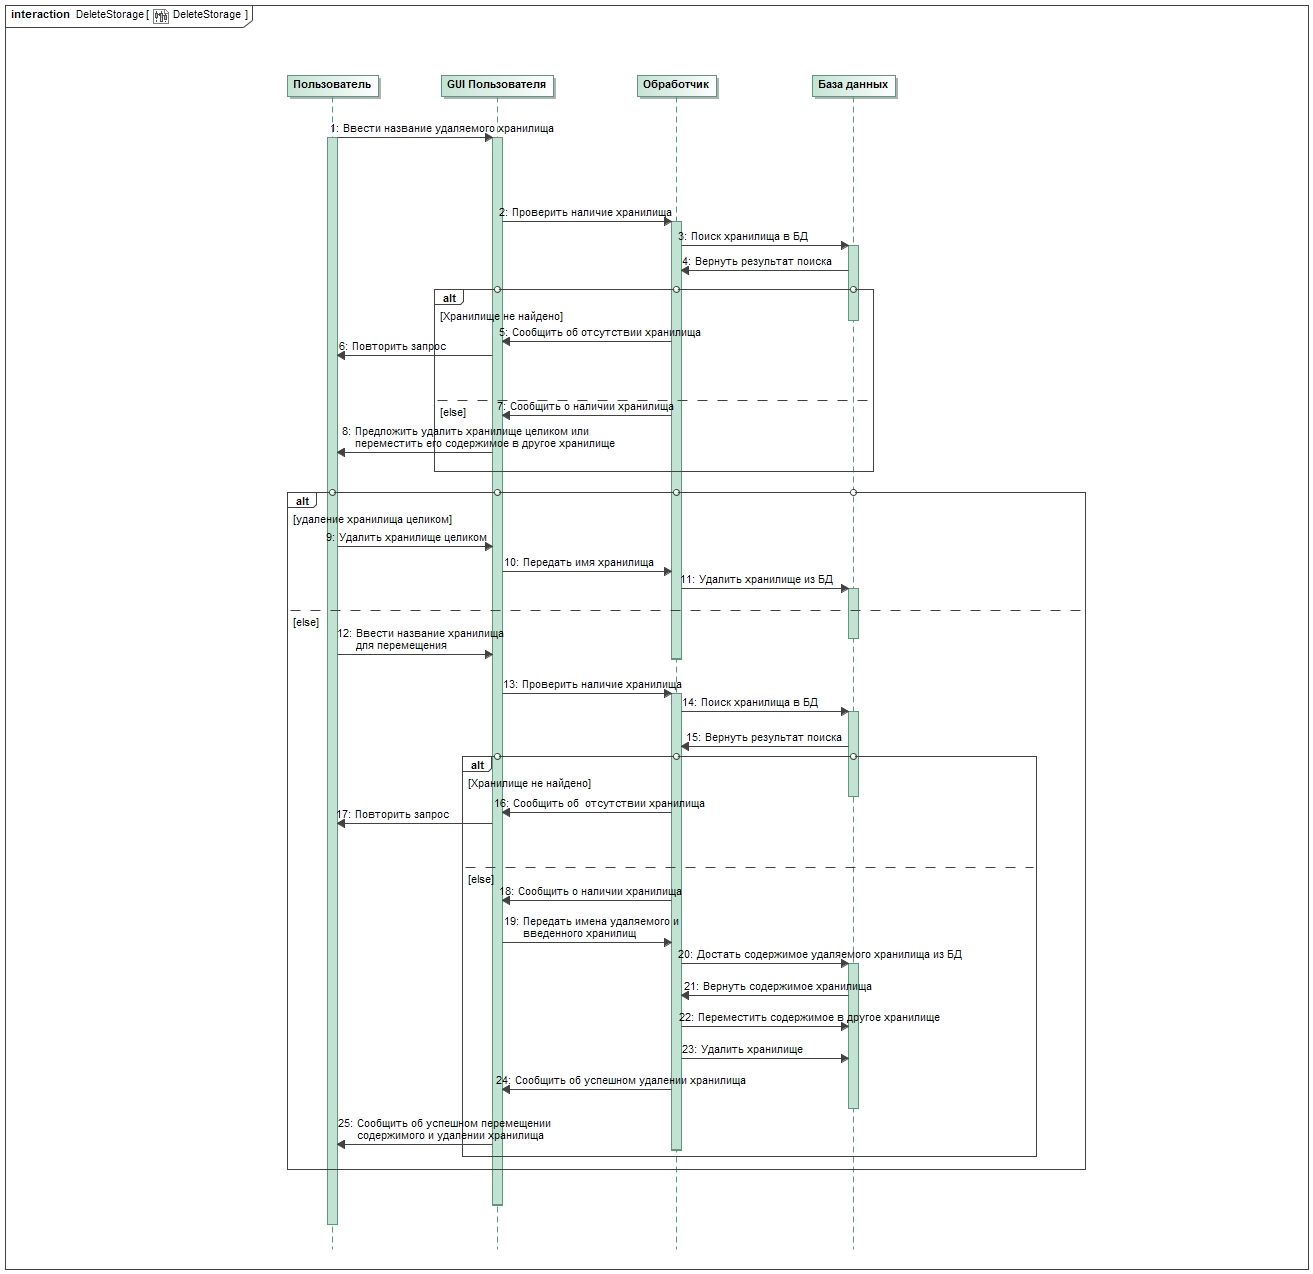 interaction DeleteStorage [ DeleteStorage ]
Пользователь
GUI Пользователя
Обработчик
База данных
1: Ввести название удаляемого хранилища
2: Проверить наличие хранилища
3: Поиск хранилища в БД
4: Вернуть результат поиска
alt
[Хранилище не найдено]
5: Сообщить об отсутствии хранилища
6: Повторить запрос
7: Сообщить о наличии хранилища
[else]
8: Предложить удалить хранилище целиком или
переместить его содержимое в другое хранилище
alt
[удаление хранилища целиком]
9: Удалить хранилище целиком
10: Передать имя хранилища
11: Удалить хранилище из БД
[else]
12: Ввести название хранилища
для перемещения
13: Проверить наличие хранилища
14: Поиск хранилища в БД
15: Вернуть результат поиска
alt
[Хранилище не найдено]
16: Сообщить об  отсутствии хранилища
17: Повторить запрос
[else]
18: Сообщить о наличии хранилища
19: Передать имена удаляемого и
введенного хранилищ
20: Достать содержимое удаляемого хранилища из БД
21: Вернуть содержимое хранилища
22: Переместить содержимое в другое хранилище
23: Удалить хранилище
24: Сообщить об успешном удалении хранилища
25: Сообщить об успешном перемещении
содержимого и удалении хранилища